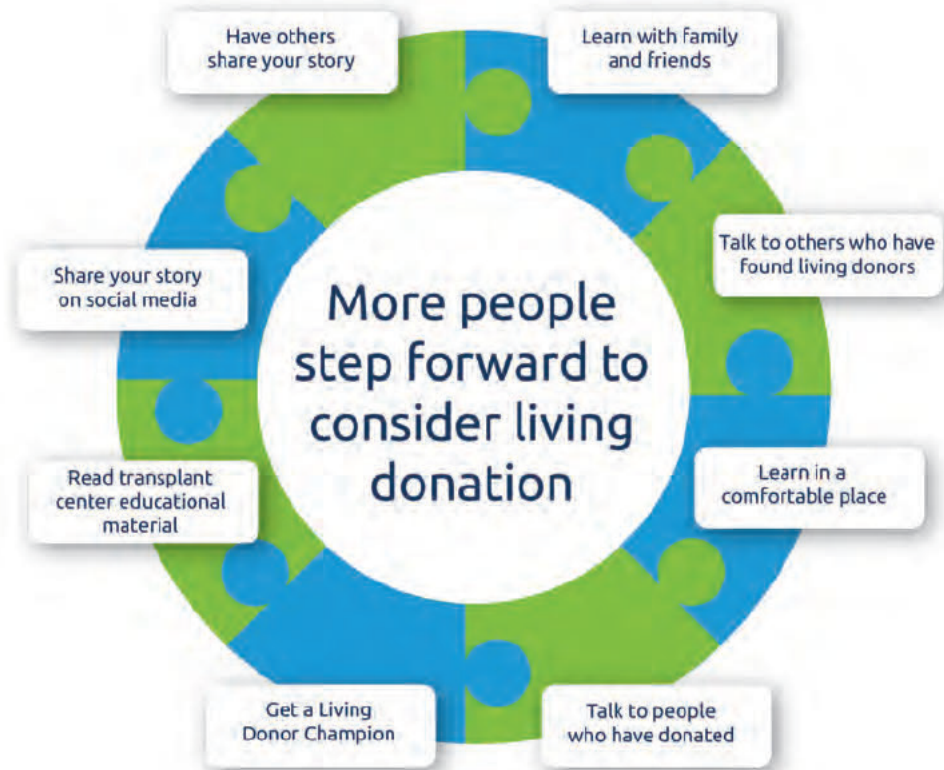 Have others
share your story
Learn with family
and friends
Talk to others who have
found living donors
Learn in a
comfortable place
Talk to people
who have donated
Get a Living
Donor Champion
Read transplant
center educational
material
Share your story
on social media
More people
step forward to
consider living
donation